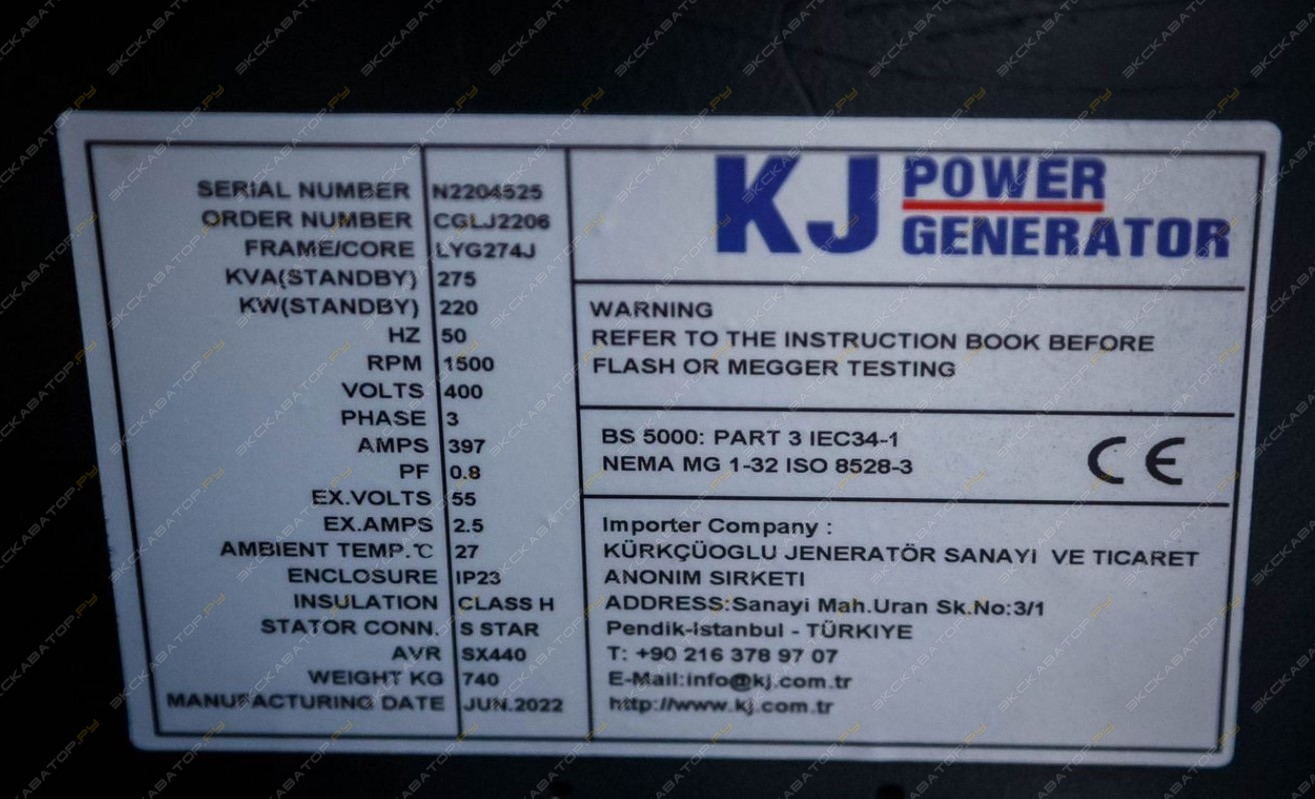 SERIAL NUMBER N2204525
ORDER NUMBER CGLJ2206
FRAME/CORE LYG274J
KVA(STANDBY) 275
KW(STANDBY) 220
HZ 50
RPM 1500
VOLTS 400
PHASE 3
AMPS 397
PF 0.8
EX.VOLTS 55
EX.AMPS 2.5
AMBIENT TEMP.℃ 27
ENCLOSURE IP23
INSULATION CLASS H
STATOR CONN. S STAR
AVR SX440
WEIGHT KG 740
MANUFACTURING DATE JUN.2022
KJ POWER
GENERATOR
WARNING
REFER TO THE INSTRUCTION BOOK BEFORE
FLASH OR MEGGER TESTING
BS 5000: PART 3 IEC34-1
NEMA MG 1-32 ISO 8528-3
CE
Importer Company :
KÜRKÇÜOGLU JENERATÖR SANAYi VE TICARET
ANONIM SIRKETI
ADDRESS:Sanayi Mah.Uran Sk.No:3/1
Pendik-Istanbul - TÜRKIYE
T: +90 216 378 97 07
E-Mail:info@kj.com.tr
http://www.kj.com.tr
ЭКСКАВАТОР.РУ